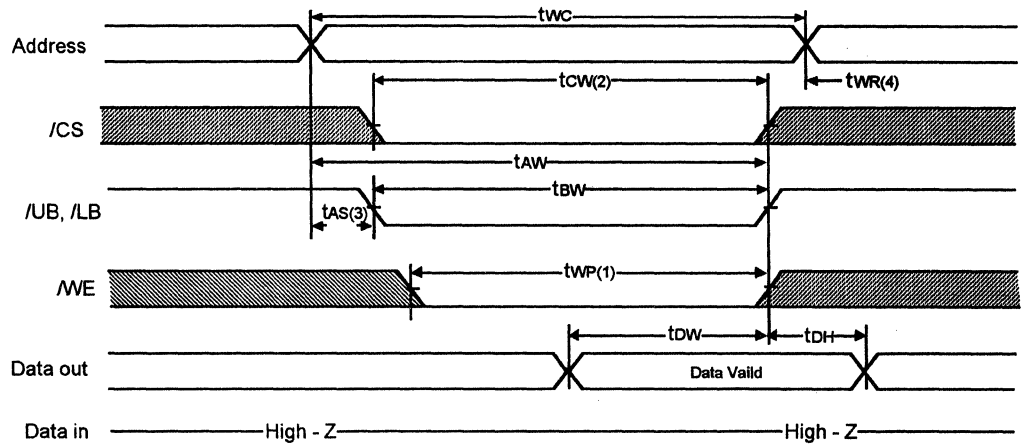 tWC
Address
tCW(2)
tWR(4)
/CS
tAW
tBW
/UB, /LB
tAS(3)
tWP(1)
/WE
tDW
tDH
Data out
Data Vaild
Data in
High - Z
High - Z